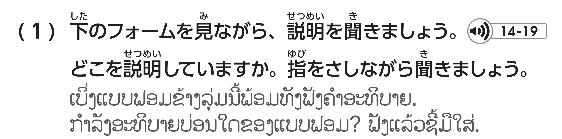 ( 1 ) 下のフォームを見ながら、説明を聞きましょう。 14-19
どこを説明していますか。指をさしながら聞きましょう。
ເບິ່ງແບບຟອມຂ້າງລຸ່ມນີ້ພ້ອມທັງຟັງຄຳອະທິບາຍ.
ກຳລັງອະທິບາຍບ່ອນໃດຂອງແບບຟອມ? ຟັງແລ້ວຊີ້ມືໃສ່.